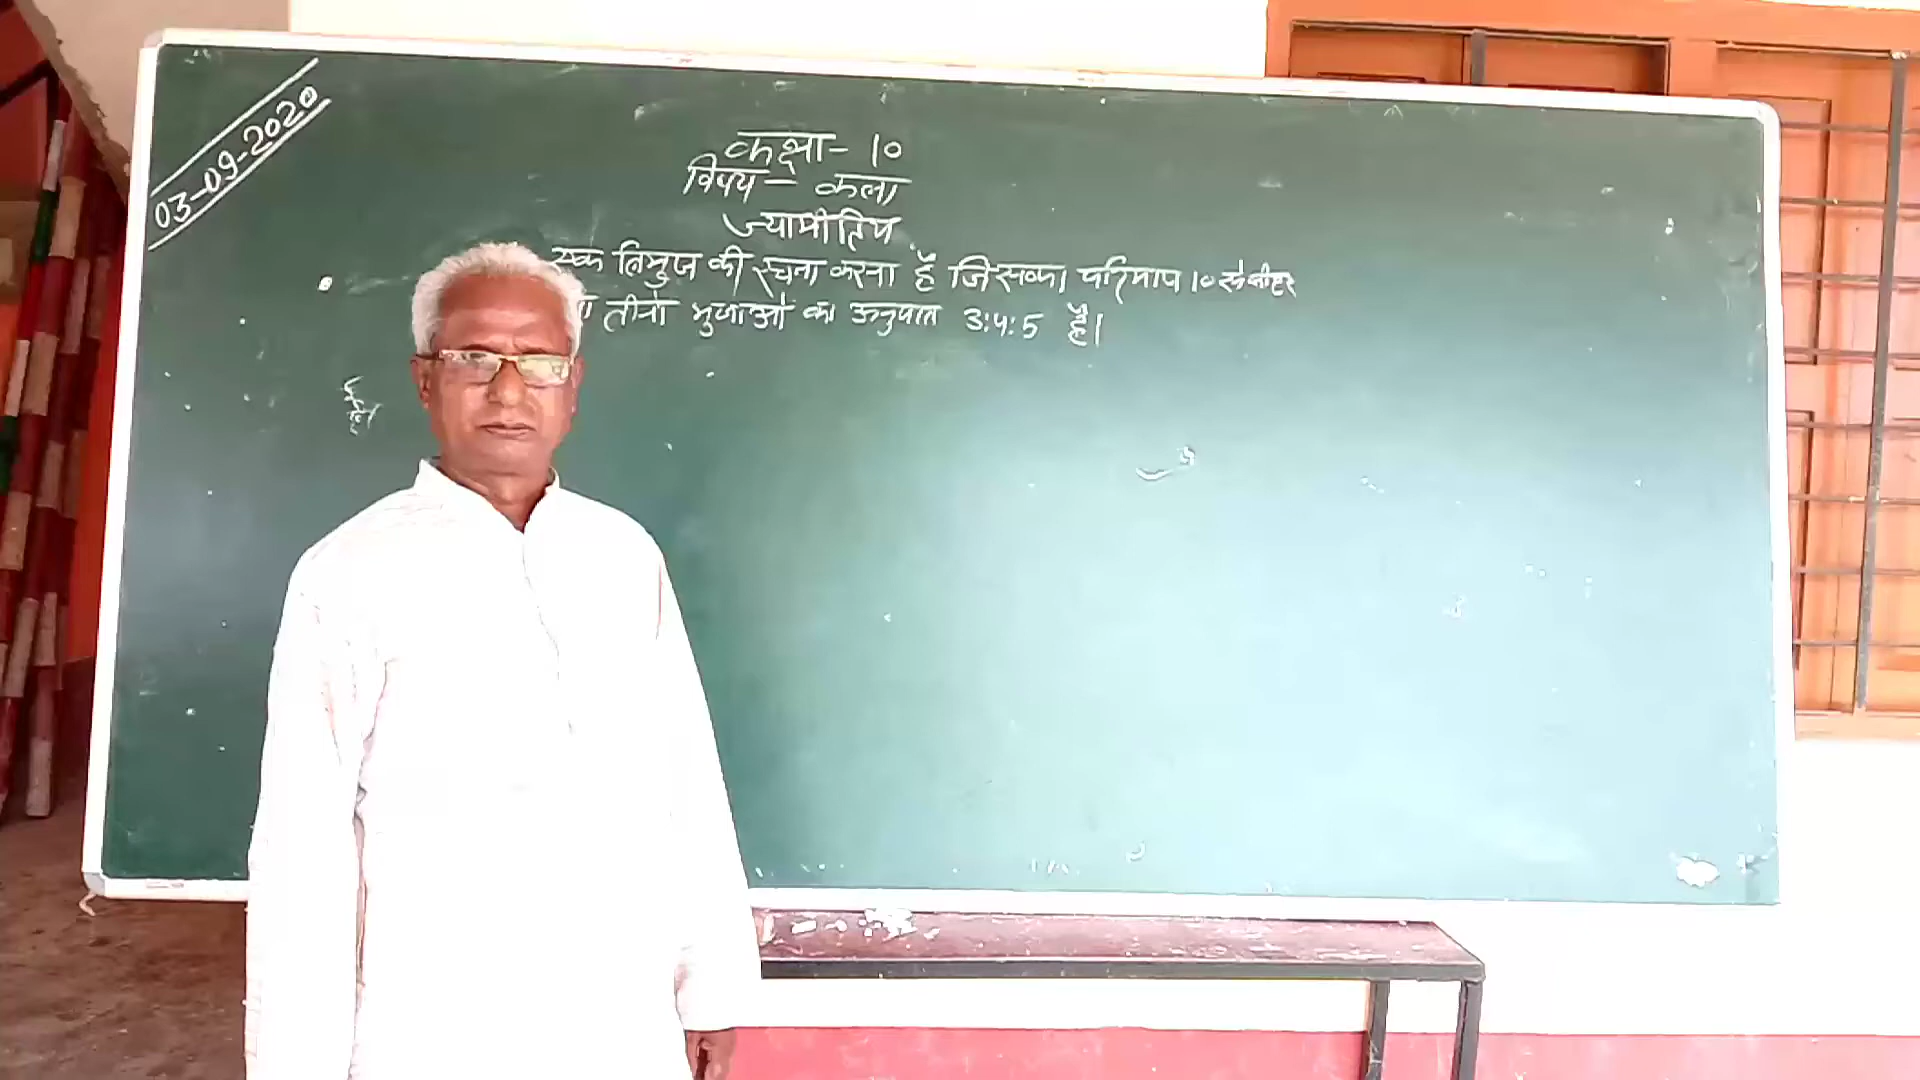 03-09-2020
कक्षा - 10
विषय - कला
ज्यामीतिय
एक त्रिभुज की रचना करना है जिसका परिमाप 10 सेमीटर
तीनो भुजाओ का अनुपात 3:4:5 है।